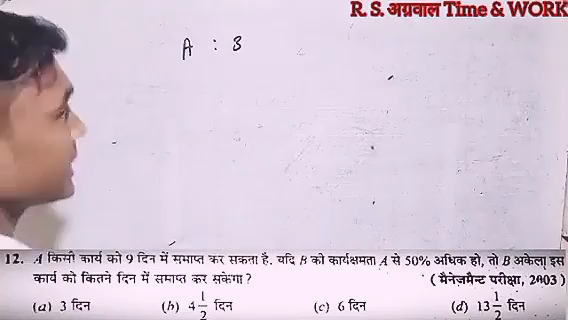 R. S. अग्रवाल Time & WORK
A : B
12. A किसी कार्य को 9 दिन में समाप्त कर सकता है. यदि B की कार्यक्षमता A से 50% अधिक हो, तो B अकेला इस
कार्य को कितने दिन में समाप्त कर सकेगा ? ( मैनेजमैन्ट परीक्षा, 2003 )
(a) 3 दिन (b) 4 1/2 दिन (c) 6 दिन (d) 13 1/2 दिन